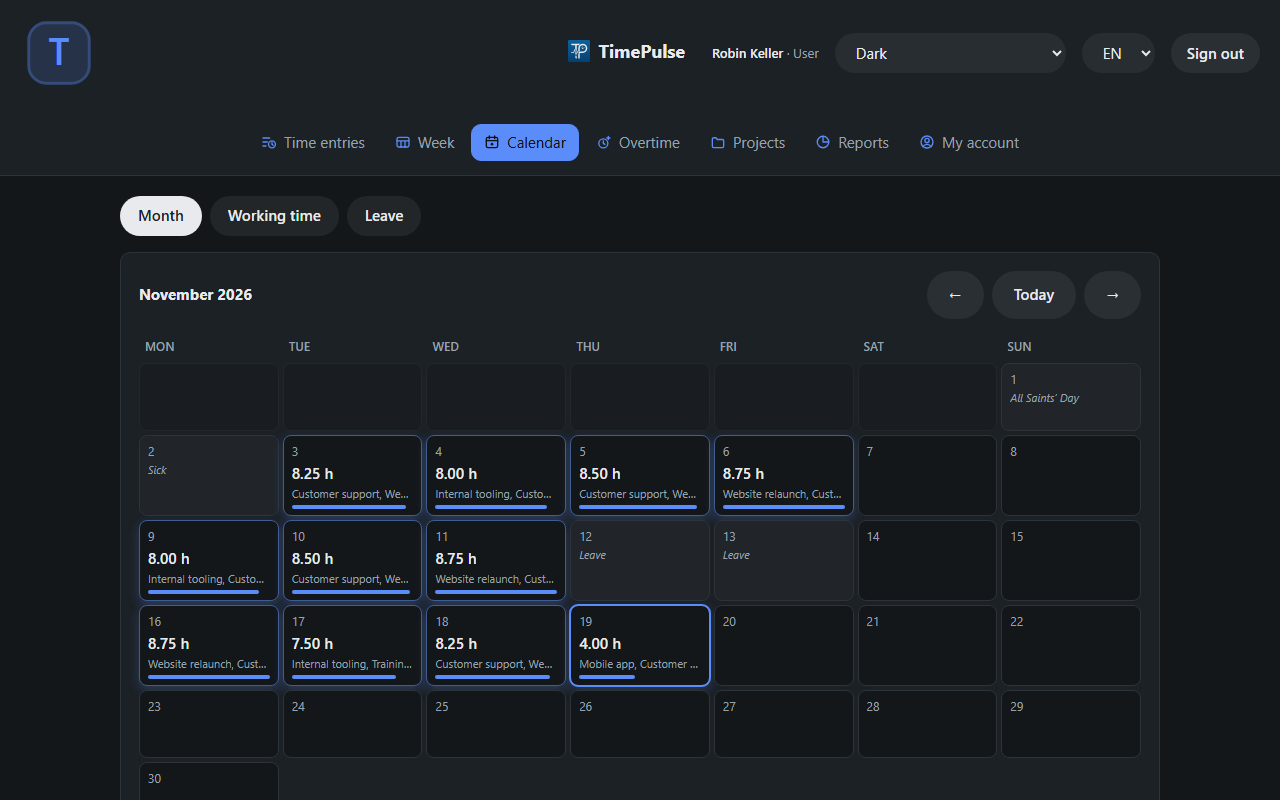 T
TimePulse
Robin Keller · User
Dark
EN
Sign out
Time entries
Week
Calendar
Overtime
Projects
Reports
My account
Month
Working time
Leave
November 2026
←
Today
→
MON TUE WED THU FRI SAT SUN
1
All Saints' Day
2
Sick
3
8.25 h
Customer support, We...
4
8.00 h
Internal tooling, Custo...
5
8.50 h
Customer support, We...
6
8.75 h
Website relaunch, Cust...
7
8
9
8.00 h
Internal tooling, Custo...
10
8.50 h
Customer support, We...
11
8.75 h
Website relaunch, Cust...
12
Leave
13
Leave
14
15
16
8.75 h
Website relaunch, Cust...
17
7.50 h
Internal tooling, Trainin...
18
8.25 h
Customer support, We...
19
4.00 h
Mobile app, Customer ...
20
21
22
23
24
25
26
27
28
29
30